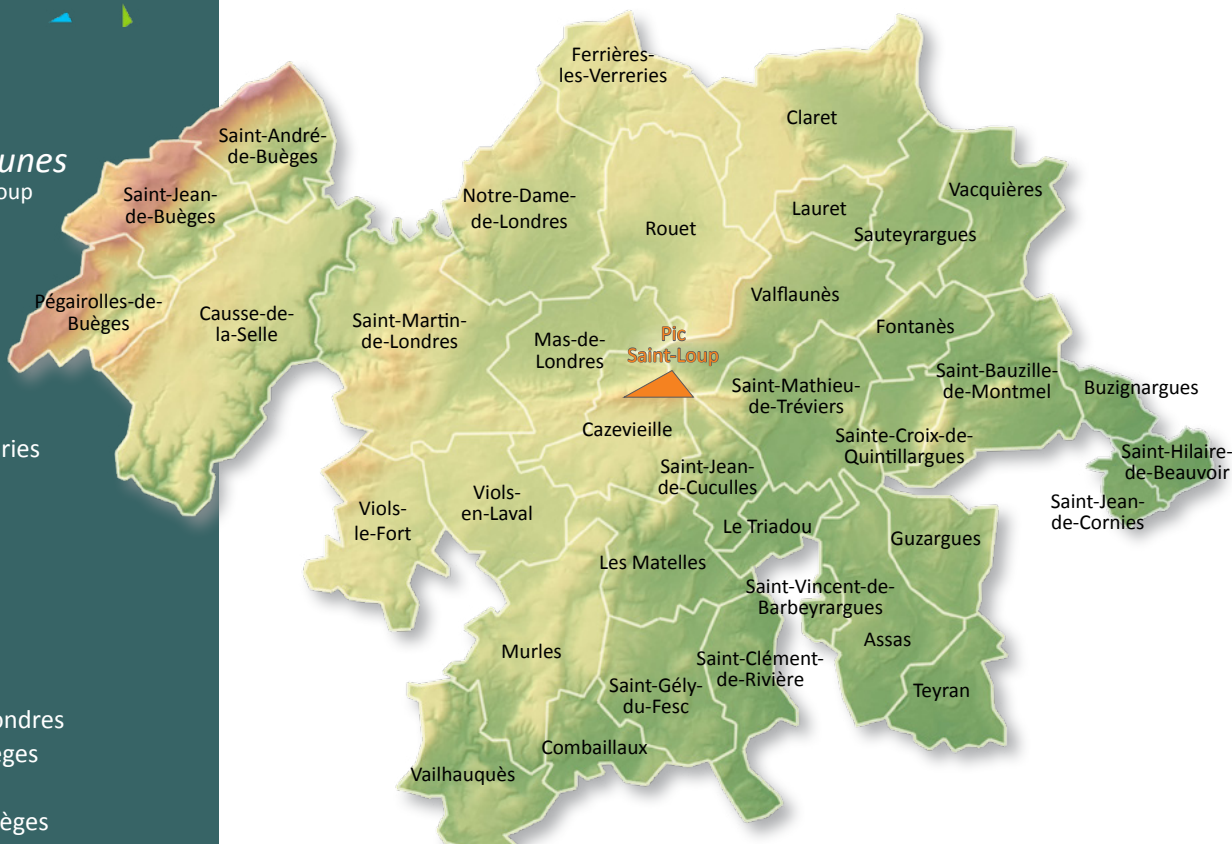 unes
oup
ries
ondres
èges
èges
Ferrières-
les-Verreries
Claret
Saint-André-
de-Buèges
Saint-Jean-
de-Buèges
Vacquières
Notre-Dame-
de-Londres
Lauret
Rouet
Sauteyrargues
Pégairolles-de-
Buèges
Causse-de-
la-Selle
Saint-Martin-
de-Londres
Valflaunès
Fontanès
Mas-de-
Londres
Pic
Saint-Loup
Saint-Mathieu-
de-Tréviers
Saint-Bauzille-
de-Montmel
Buzignargues
Cazevieille
Sainte-Croix-de-
Quintillargues
Saint-Hilaire-
de-Beauvoir
Saint-Jean-
de-Cuculles
Viols-
le-Fort
Viols-
en-Laval
Saint-Jean-
de-Cornies
Le Triadou
Guzargues
Les Matelles
Saint-Vincent-de-
Barbeyrargues
Assas
Murles
Saint-Clément-
de-Rivière
Saint-Gély-
du-Fesc
Teyran
Combaillaux
Vailhauquès